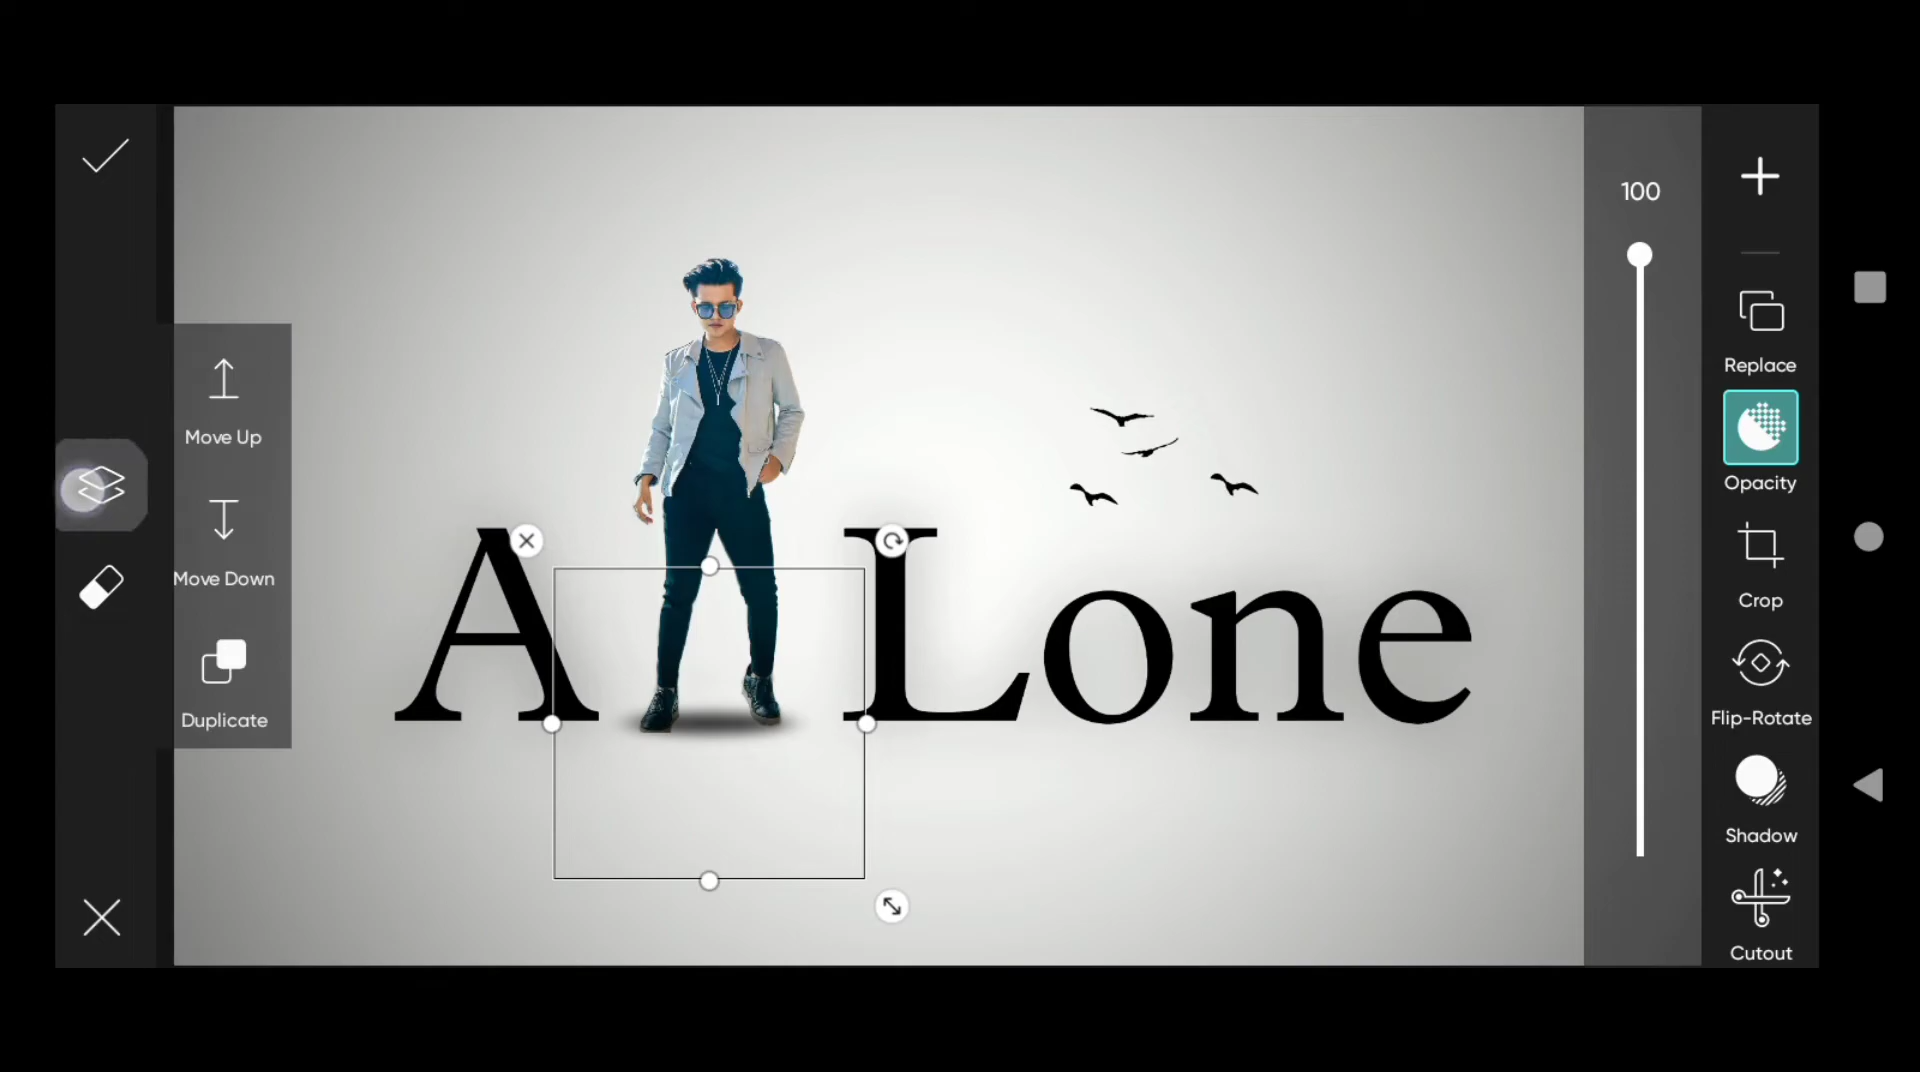 100
Replace
Move Up
Opacity
Move Down
Crop
A Lone
Duplicate
Flip-Rotate
Shadow
Cutout